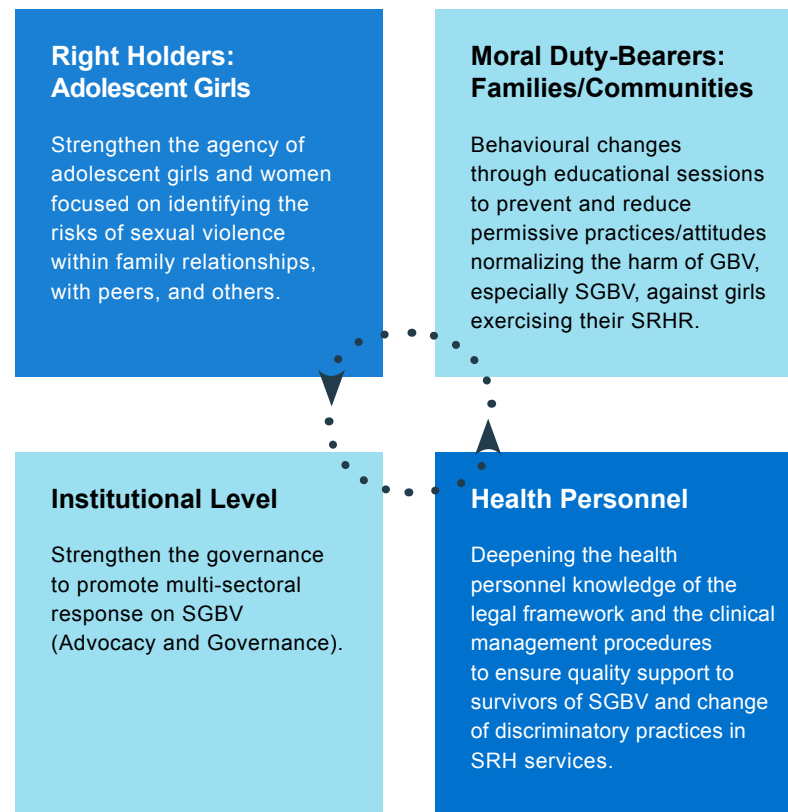 Right Holders:
Adolescent Girls
Strengthen the agency of
adolescent girls and women
focused on identifying the
risks of sexual violence
within family relationships,
with peers, and others.
Moral Duty-Bearers:
Families/Communities
Behavioural changes
through educational sessions
to prevent and reduce
permissive practices/attitudes
normalizing the harm of GBV,
especially SGBV, against girls
exercising their SRHR.
Institutional Level
Strengthen the governance
to promote multi-sectoral
response on SGBV
(Advocacy and Governance).
Health Personnel
Deepening the health
personnel knowledge of the
legal framework and the clinical
management procedures
to ensure quality support to
survivors of SGBV and change
of discriminatory practices in
SRH services.